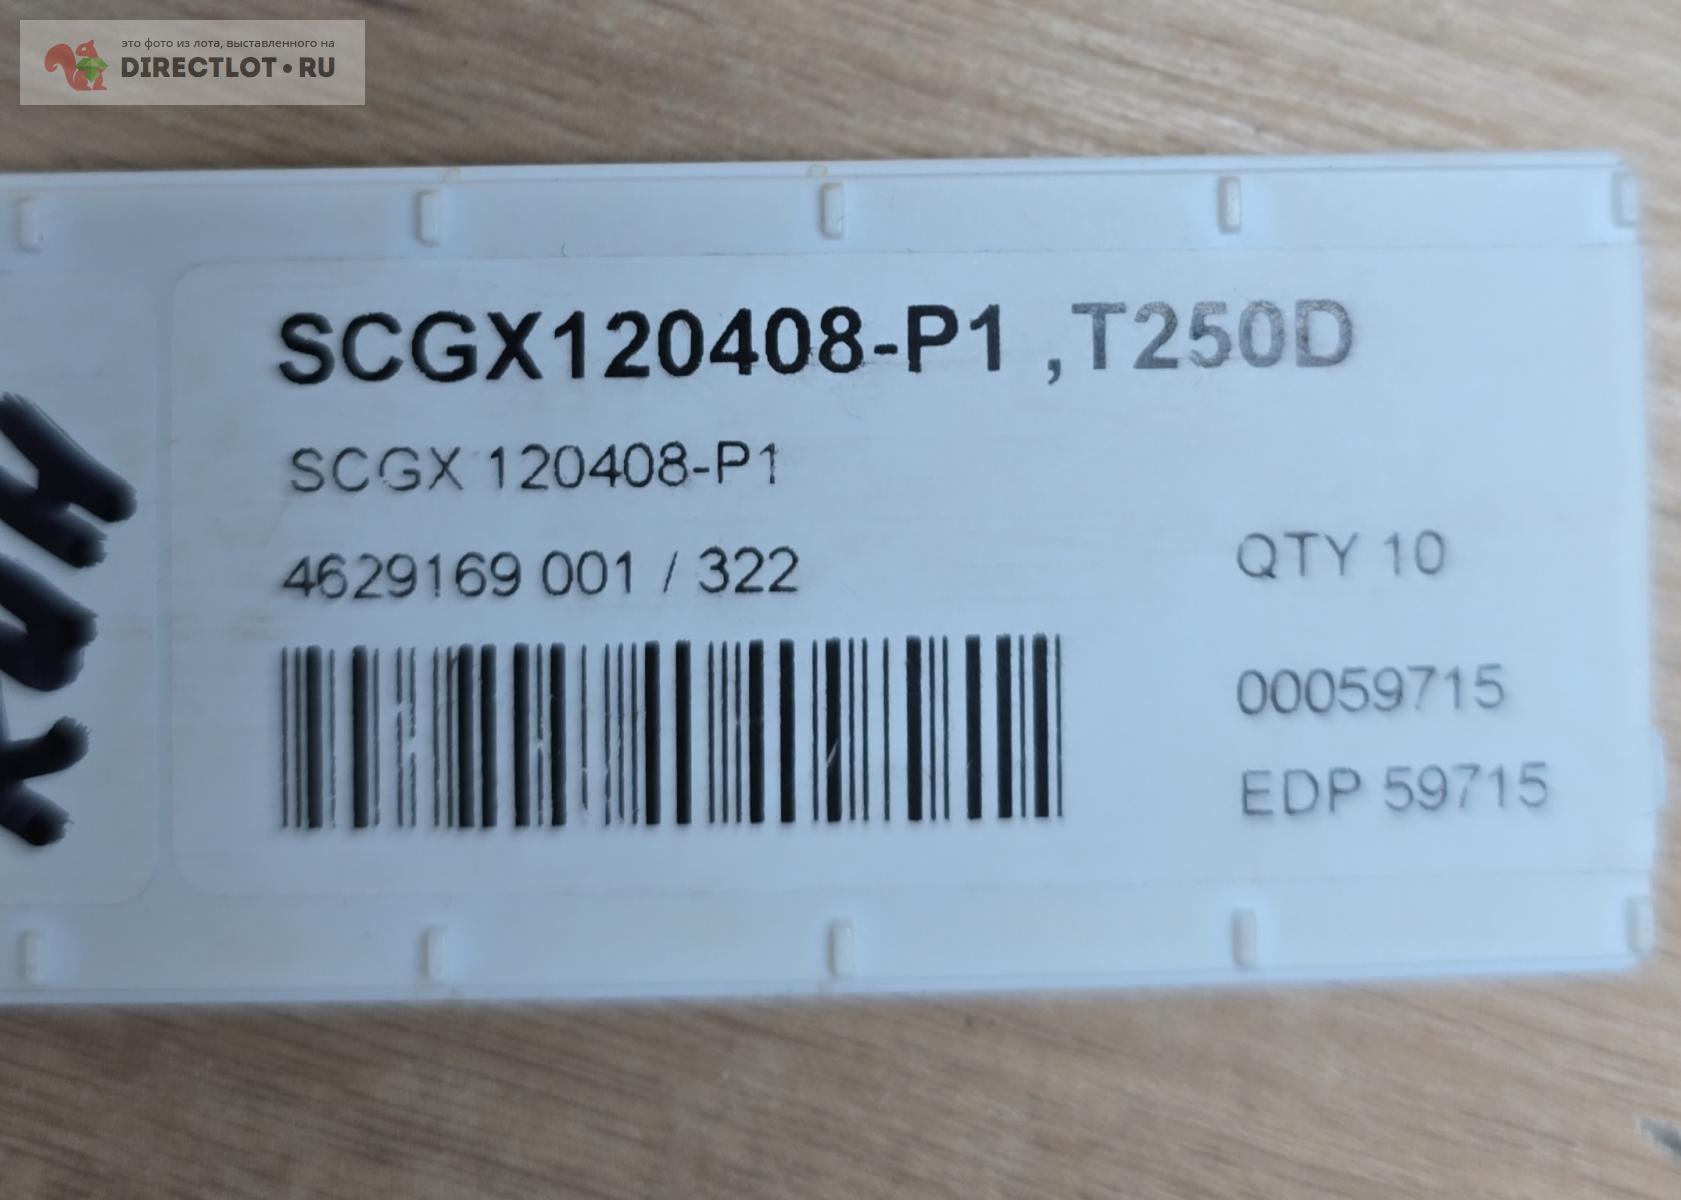 это фото из лота, выставленного на
DIRECTLOT•RU
SCGX120408-P1 ,T250D
SCGX 120408-P1
4629169 001 / 322
QTY 10
00059715
EDP 59715